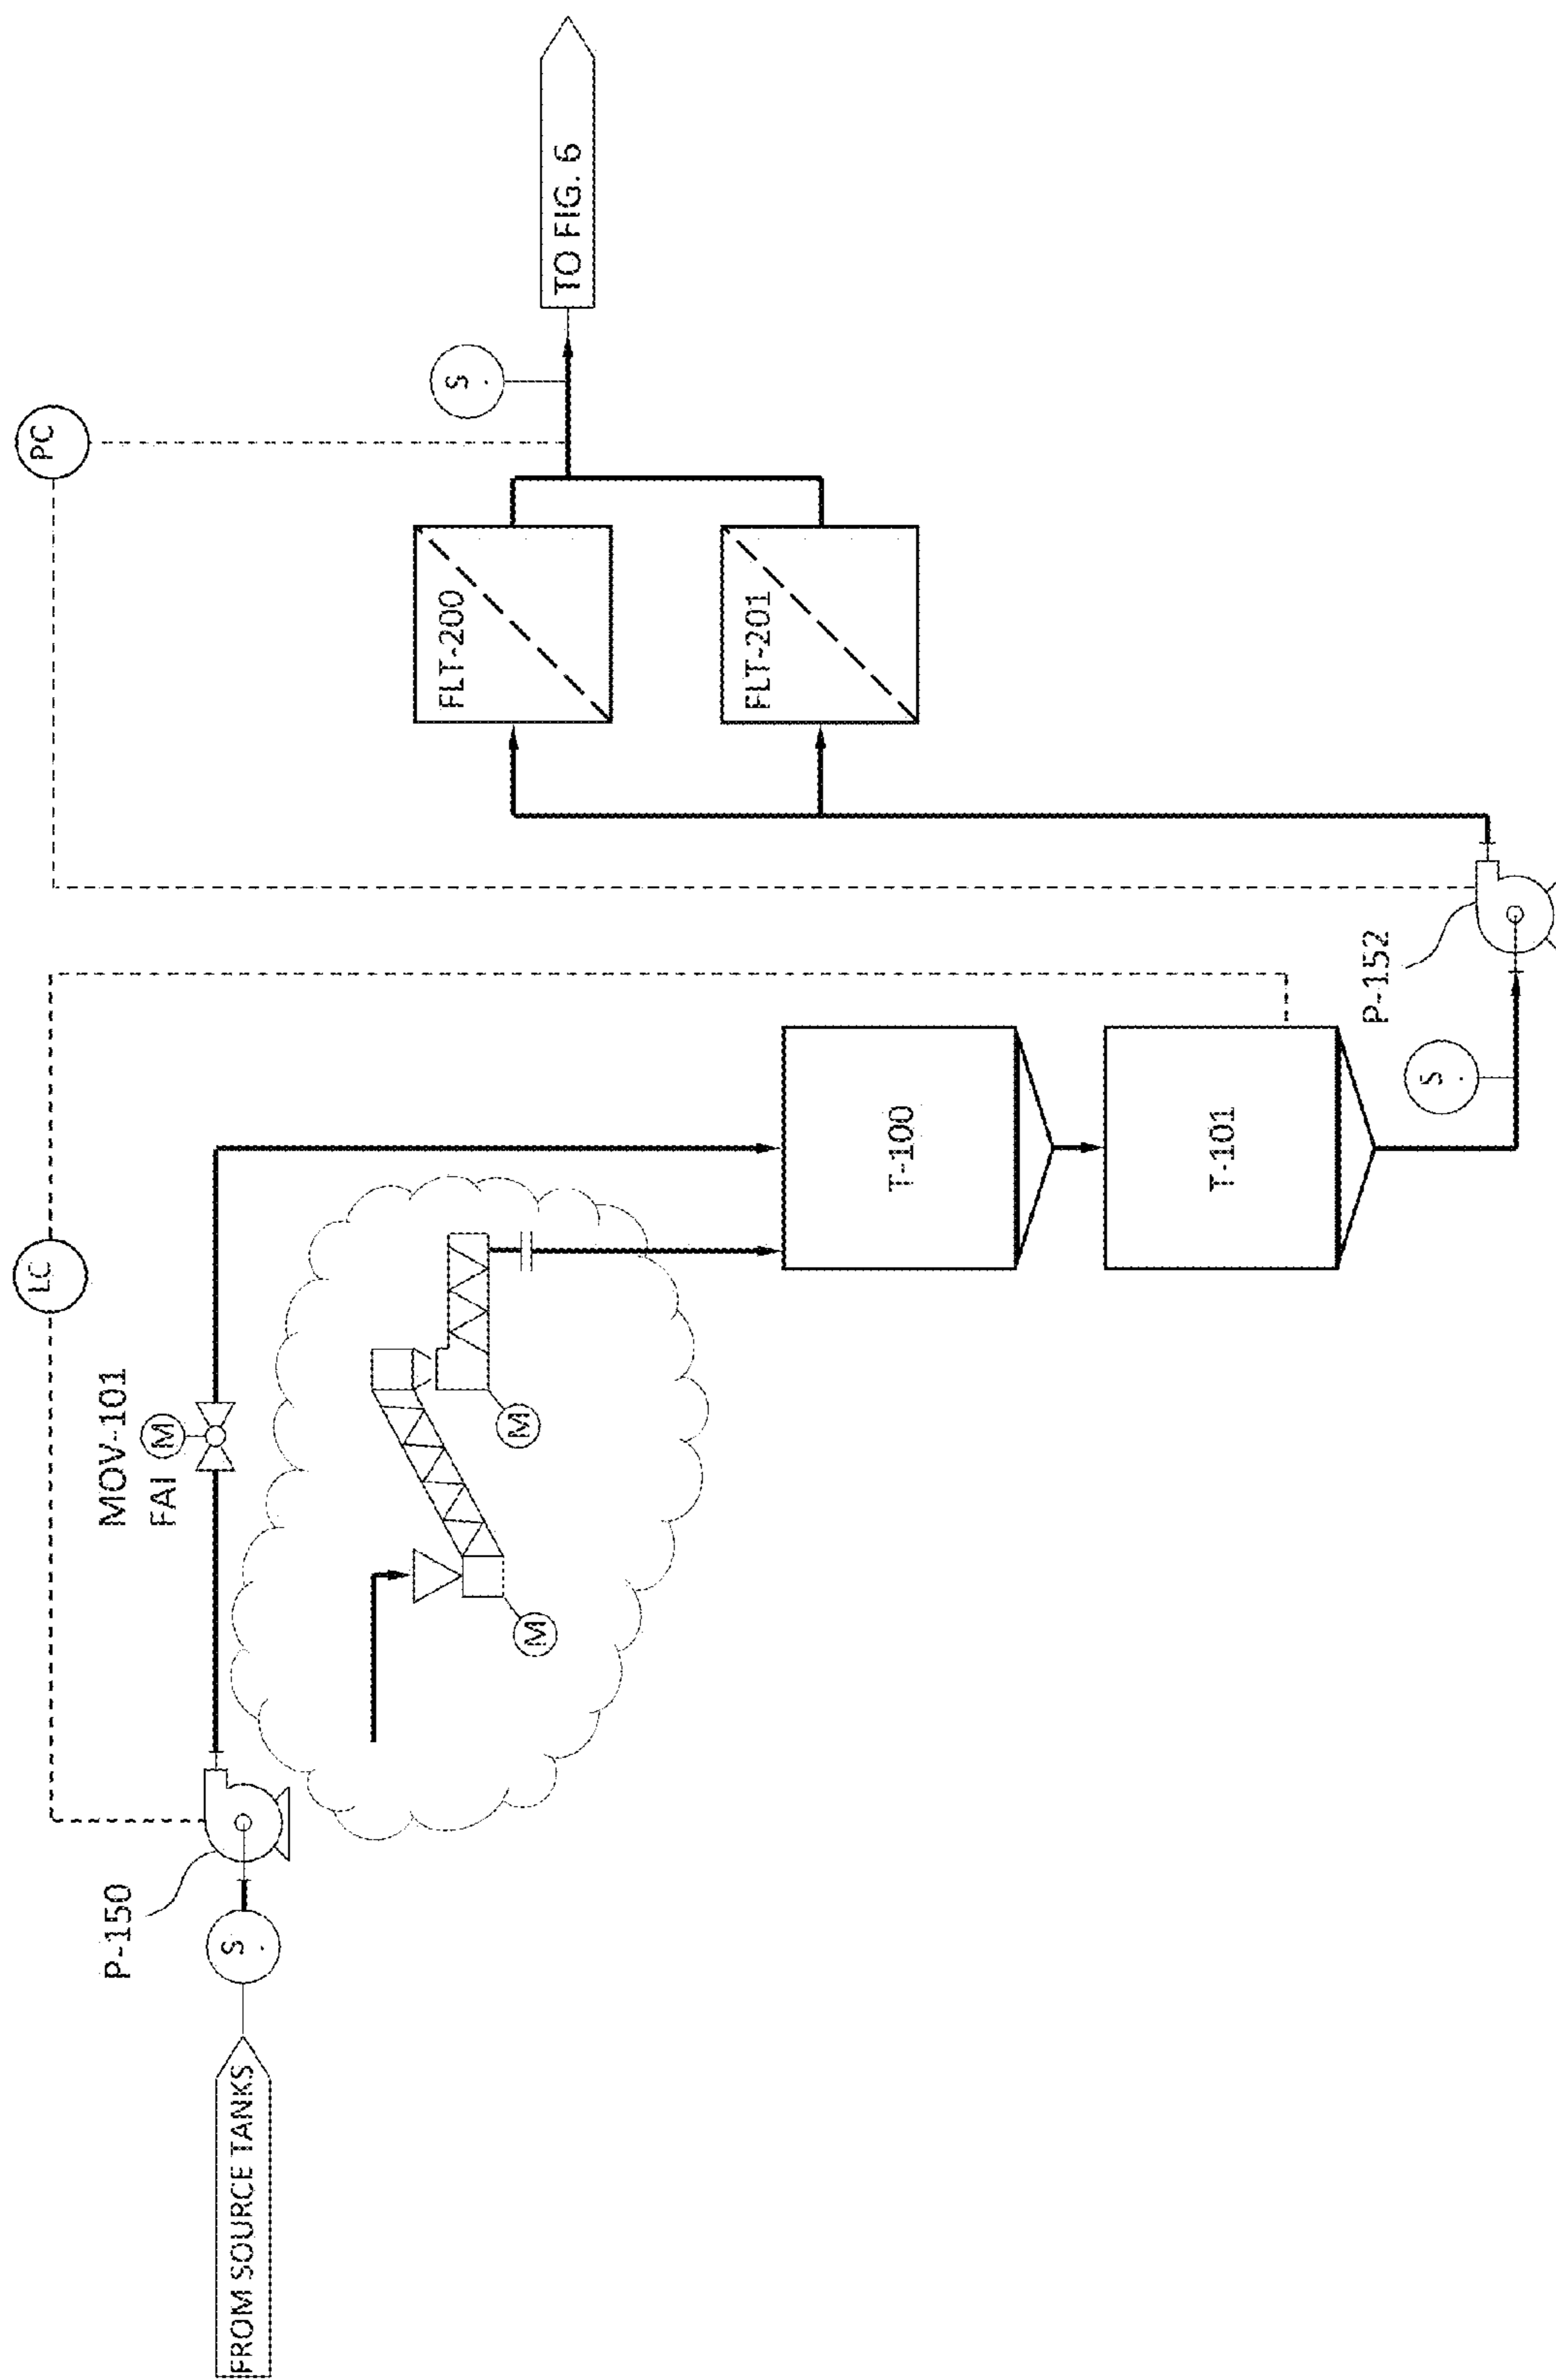 FROM SOURCE TANKS
S
P-150
LC
MOV-101
FAI
M
M
M
T-100
T-101
S
P-152
PC
FLT-200
FLT-201
S
TO FIG. 6